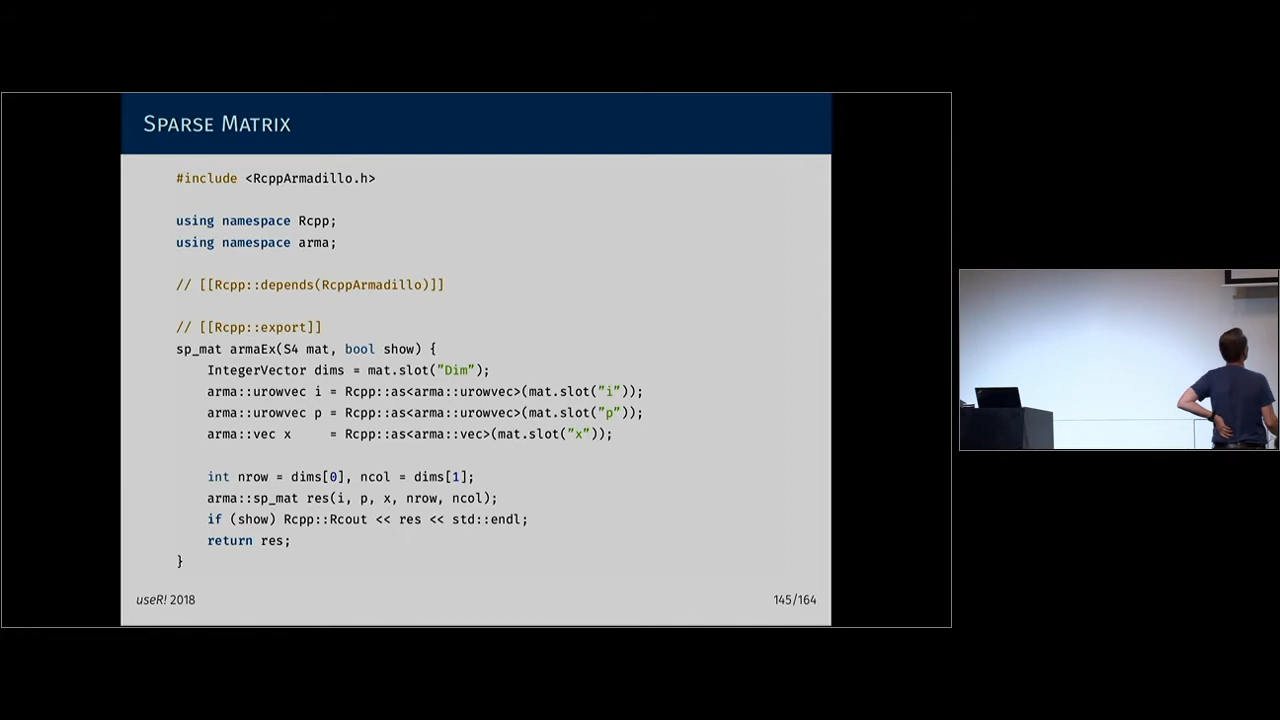 SPARSE MATRIX
#include <RcppArmadillo.h>
using namespace Rcpp;
using namespace arma;
// [[Rcpp::depends(RcppArmadillo)]]
// [[Rcpp::export]]
sp_mat armaEx(S4 mat, bool show) {
IntegerVector dims = mat.slot("Dim");
arma::urowvec i = Rcpp::as<arma::urowvec>(mat.slot("i"));
arma::urowvec p = Rcpp::as<arma::urowvec>(mat.slot("p"));
arma::vec x     = Rcpp::as<arma::vec>(mat.slot("x"));
int nrow = dims[0], ncol = dims[1];
arma::sp_mat res(i, p, x, nrow, ncol);
if (show) Rcpp::Rcout << res << std::endl;
return res;
}
useR! 2018
145/164